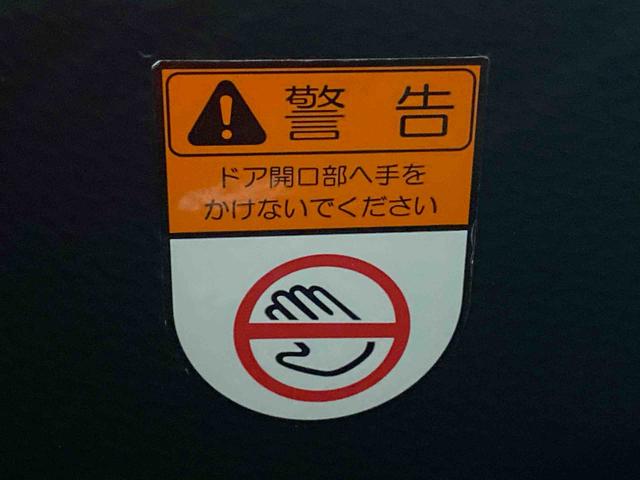 警告
ドア開口部へ手を
かけないでください